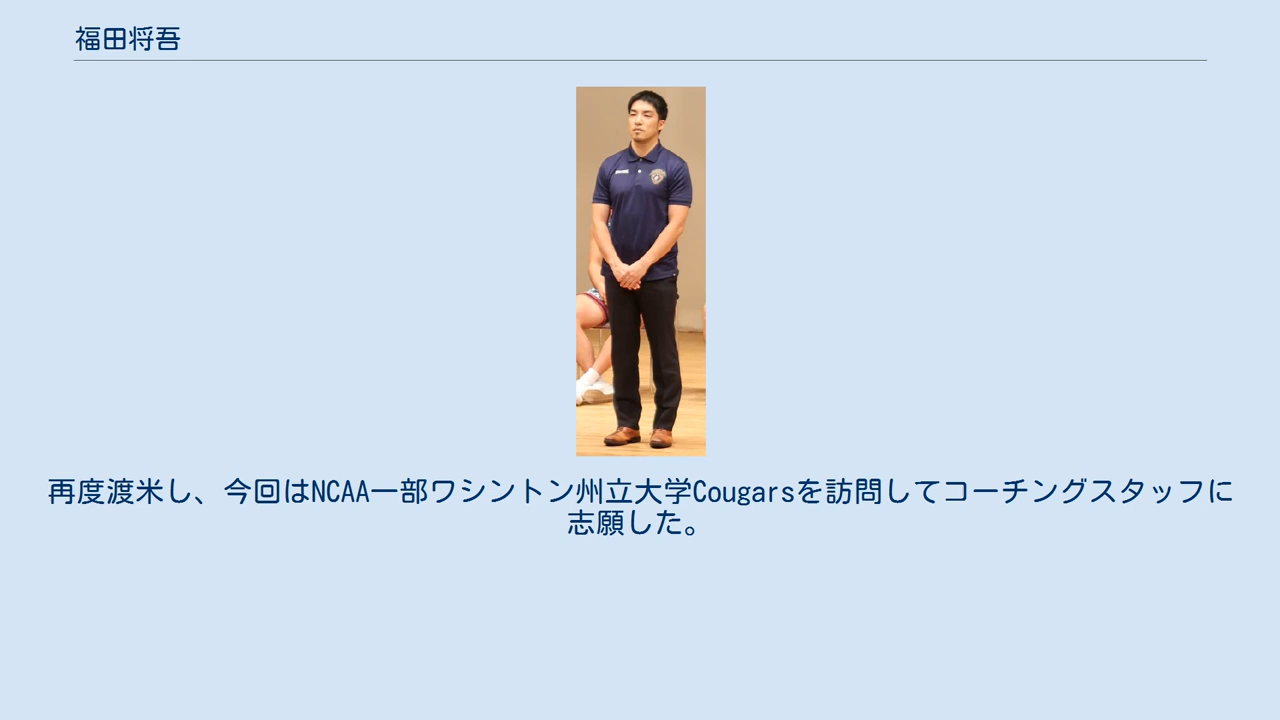 福田将吾
再度渡米し、今回はNCAA一部ワシントン州立大学Cougarsを訪問してコーチングスタッフに
志願した。